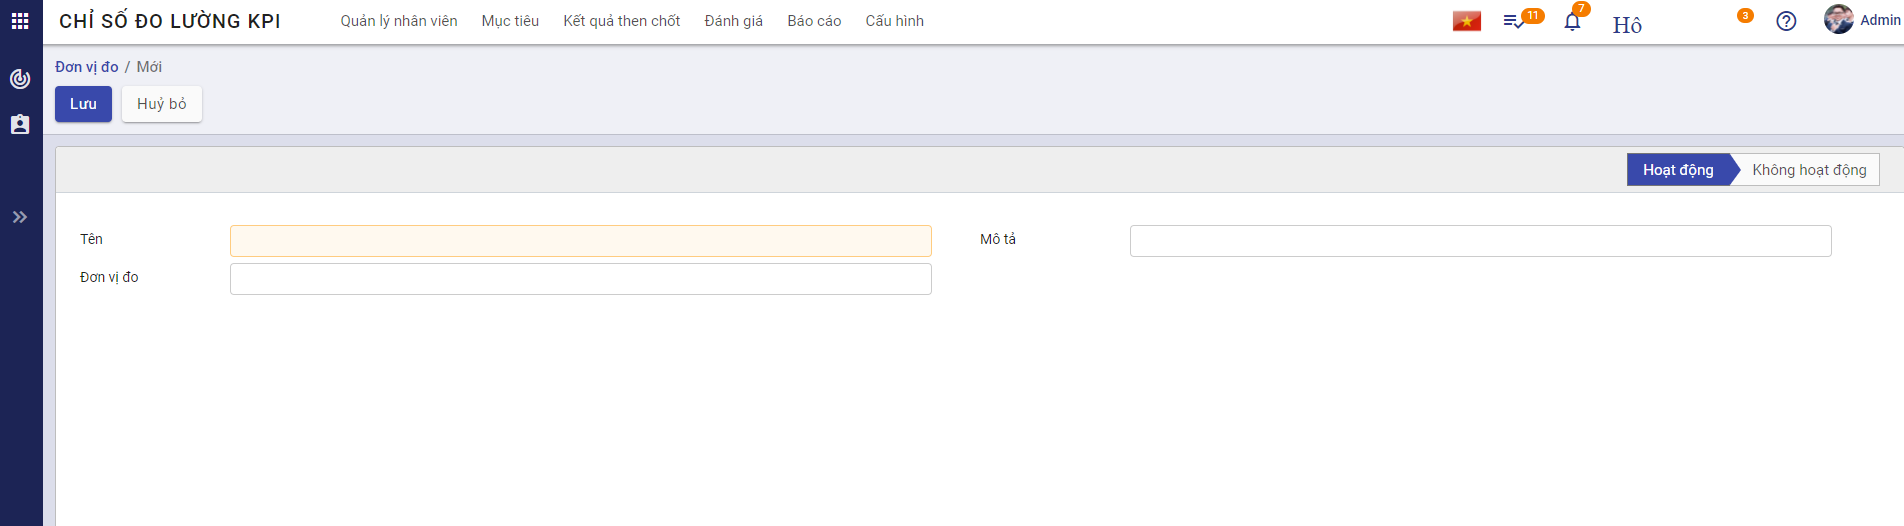 CHỈ SỐ ĐO LƯỜNG KPI Quản lý nhân viên Mục tiêu Kết quả then chốt Đánh giá Báo cáo Cấu hình 11 7 Hô 3 Admin
Đơn vị đo / Mới
Lưu Huỷ bỏ
Hoạt động Không hoạt động
Tên Mô tả
Đơn vị đo